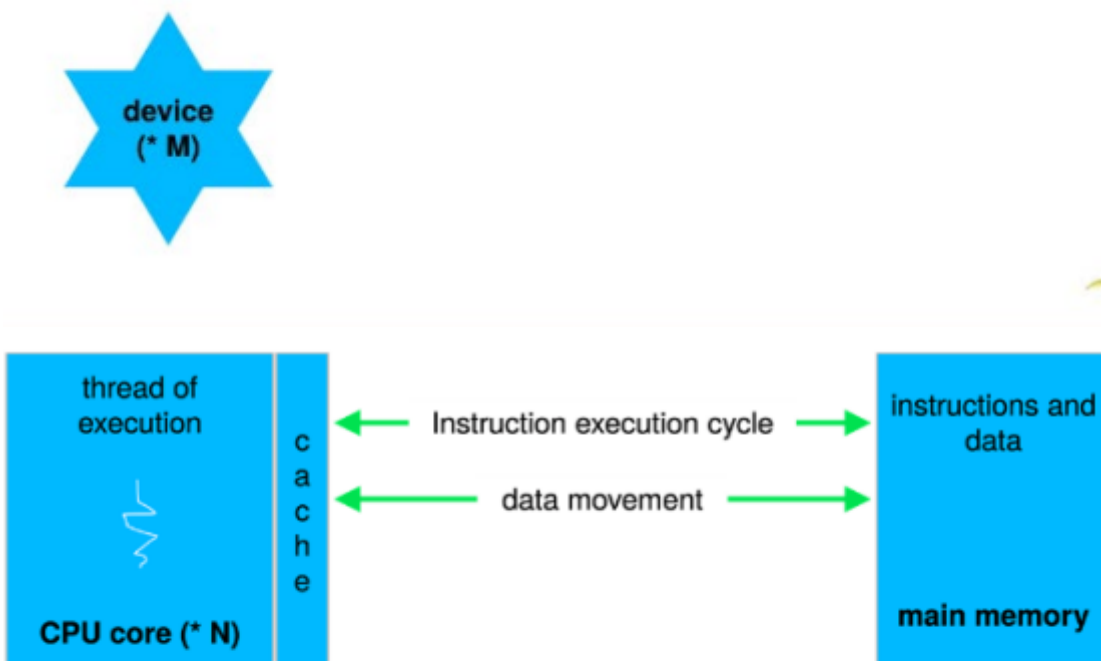 device
(* M)
thread of
execution
c
a
c
h
e
CPU core (* N)
Instruction execution cycle
data movement
instructions and
data
main memory